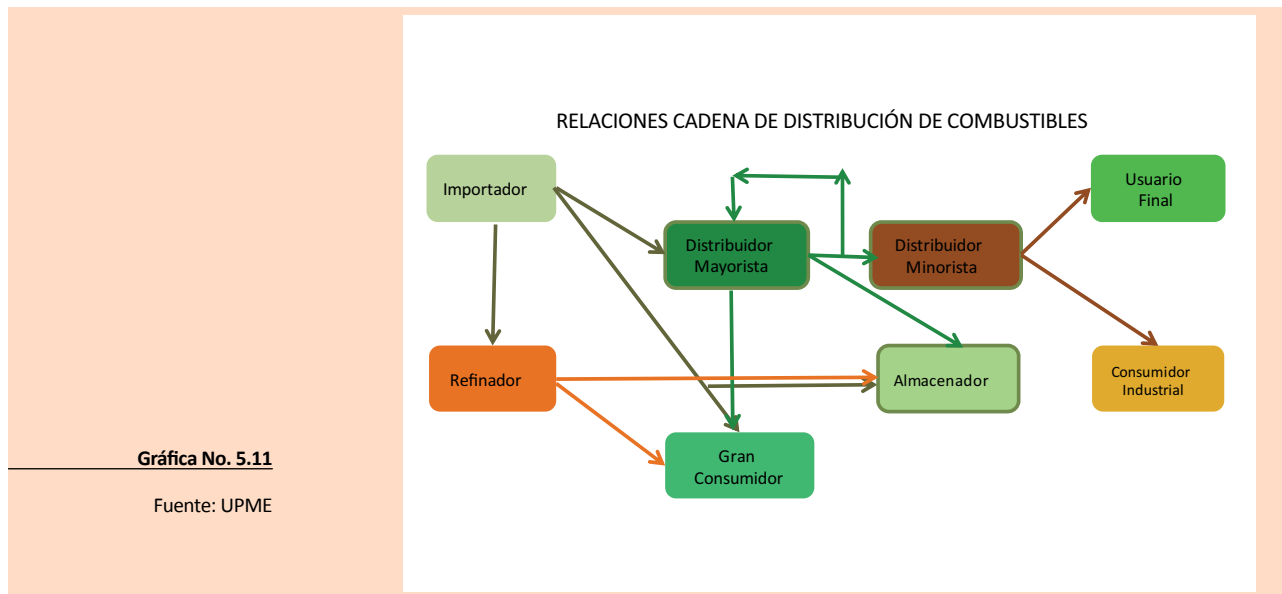 RELACIONES CADENA DE DISTRIBUCIÓN DE COMBUSTIBLES
Importador
Usuario
Final
Distribuidor
Mayorista
Distribuidor
Minorista
Refinador
Almacenador
Consumidor
Industrial
Gran
Consumidor
Gráfica No. 5.11
Fuente: UPME